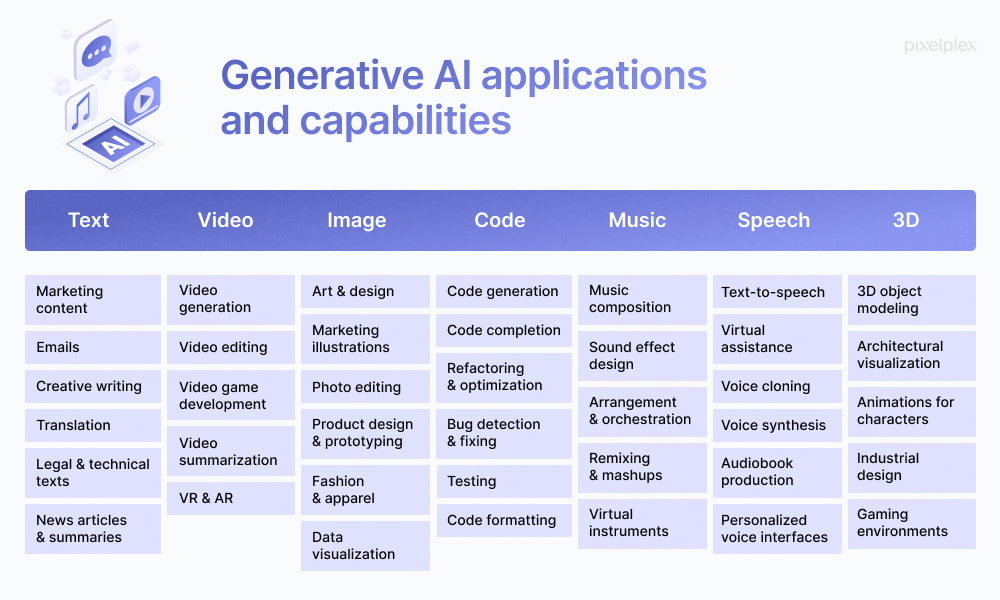 pixelplex
Generative AI applications
and capabilities
AI
Text
Video
Image
Code
Music
Speech
3D
Marketing
content
Emails
Creative writing
Translation
Legal & technical
texts
News articles
& summaries
Video
generation
Video editing
Video game
development
Video
summarization
VR & AR
Art & design
Marketing
illustrations
Photo editing
Product design
& prototyping
Fashion
& apparel
Data
visualization
Code generation
Code completion
Refactoring
& optimization
Bug detection
& fixing
Testing
Code formatting
Music
composition
Sound effect
design
Arrangement
& orchestration
Remixing
& mashups
Virtual
instruments
Text-to-speech
Virtual
assistance
Voice cloning
Voice synthesis
Audiobook
production
Personalized
voice interfaces
3D object
modeling
Architectural
visualization
Animations for
characters
Industrial
design
Gaming
environments